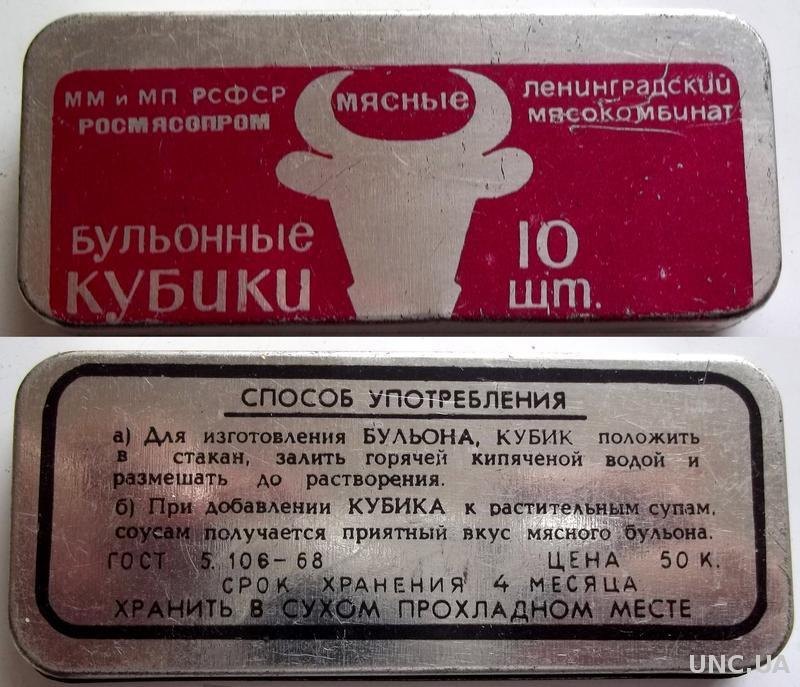 ММ и МП РСФСР
РОСМЯСОПРОМ
МЯСНЫЕ
ЛЕНИНГРАДСКИЙ
МЯСОКОМБИНАТ
БУЛЬОННЫЕ
КУБИКИ
10
шт.
СПОСОБ УПОТРЕБЛЕНИЯ
а) Для изготовления БУЛЬОНА, КУБИК положить
в стакан, залить горячей кипяченой водой и
размешать до растворения.
б) При добавлении КУБИКА к растительным супам,
соусам получается приятный вкус мясного бульона.
ГОСТ 5.106-68 ЦЕНА 50 К.
СРОК ХРАНЕНИЯ 4 МЕСЯЦА
ХРАНИТЬ В СУХОМ ПРОХЛАДНОМ МЕСТЕ
UNC.UA